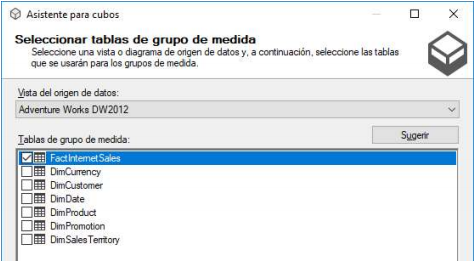 Asistente para cubos
Seleccionar tablas de grupo de medida
Seleccione una vista o diagrama de origen de datos y, a continuación, seleccione las tablas
que se usarán para los grupos de medida.
Vista del origen de datos:
Adventure Works DW2012
Tablas de grupo de medida:
Sugerir
FactInternetSales
DimCurrency
DimCustomer
DimDate
DimProduct
DimPromotion
DimSalesTerritory